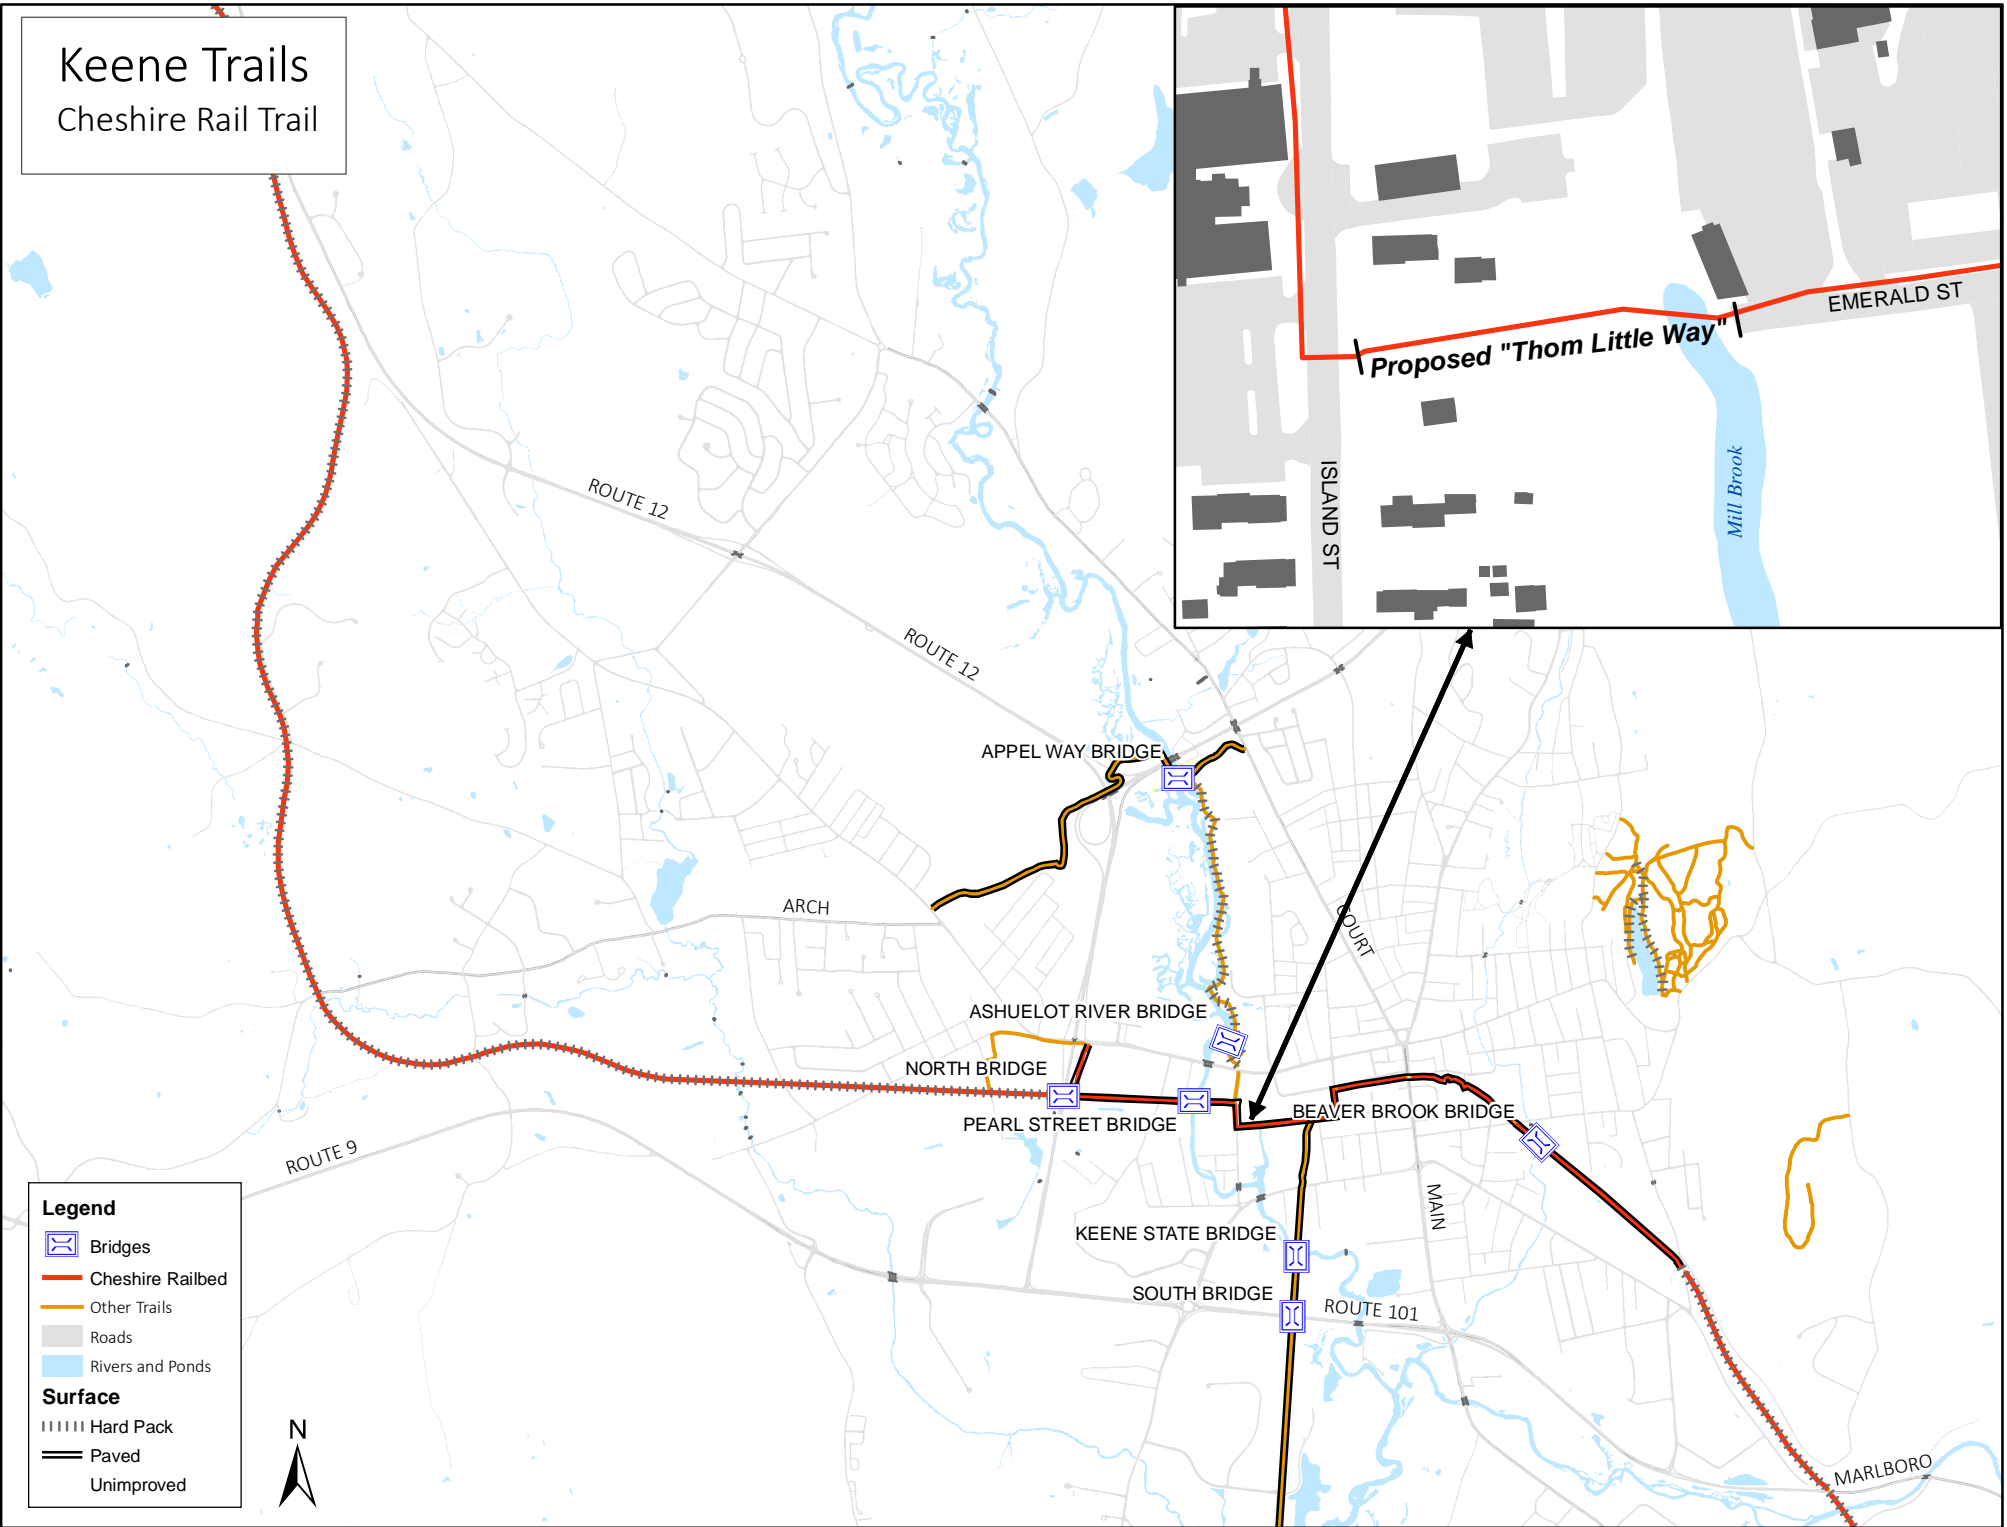 Keene Trails
Cheshire Rail Trail
EMERALD ST
Proposed "Thom Little Way"
ISLAND ST
Mill Brook
ROUTE 12
ROUTE 12
APPEL WAY BRIDGE
ARCH
COURT
ASHUELOT RIVER BRIDGE
NORTH BRIDGE
PEARL STREET BRIDGE
BEAVER BROOK BRIDGE
ROUTE 9
MAIN
KEENE STATE BRIDGE
SOUTH BRIDGE
ROUTE 101
MARLBORO
Legend
Bridges
Cheshire Railbed
Other Trails
Roads
Rivers and Ponds
Surface
Hard Pack
Paved
Unimproved
N